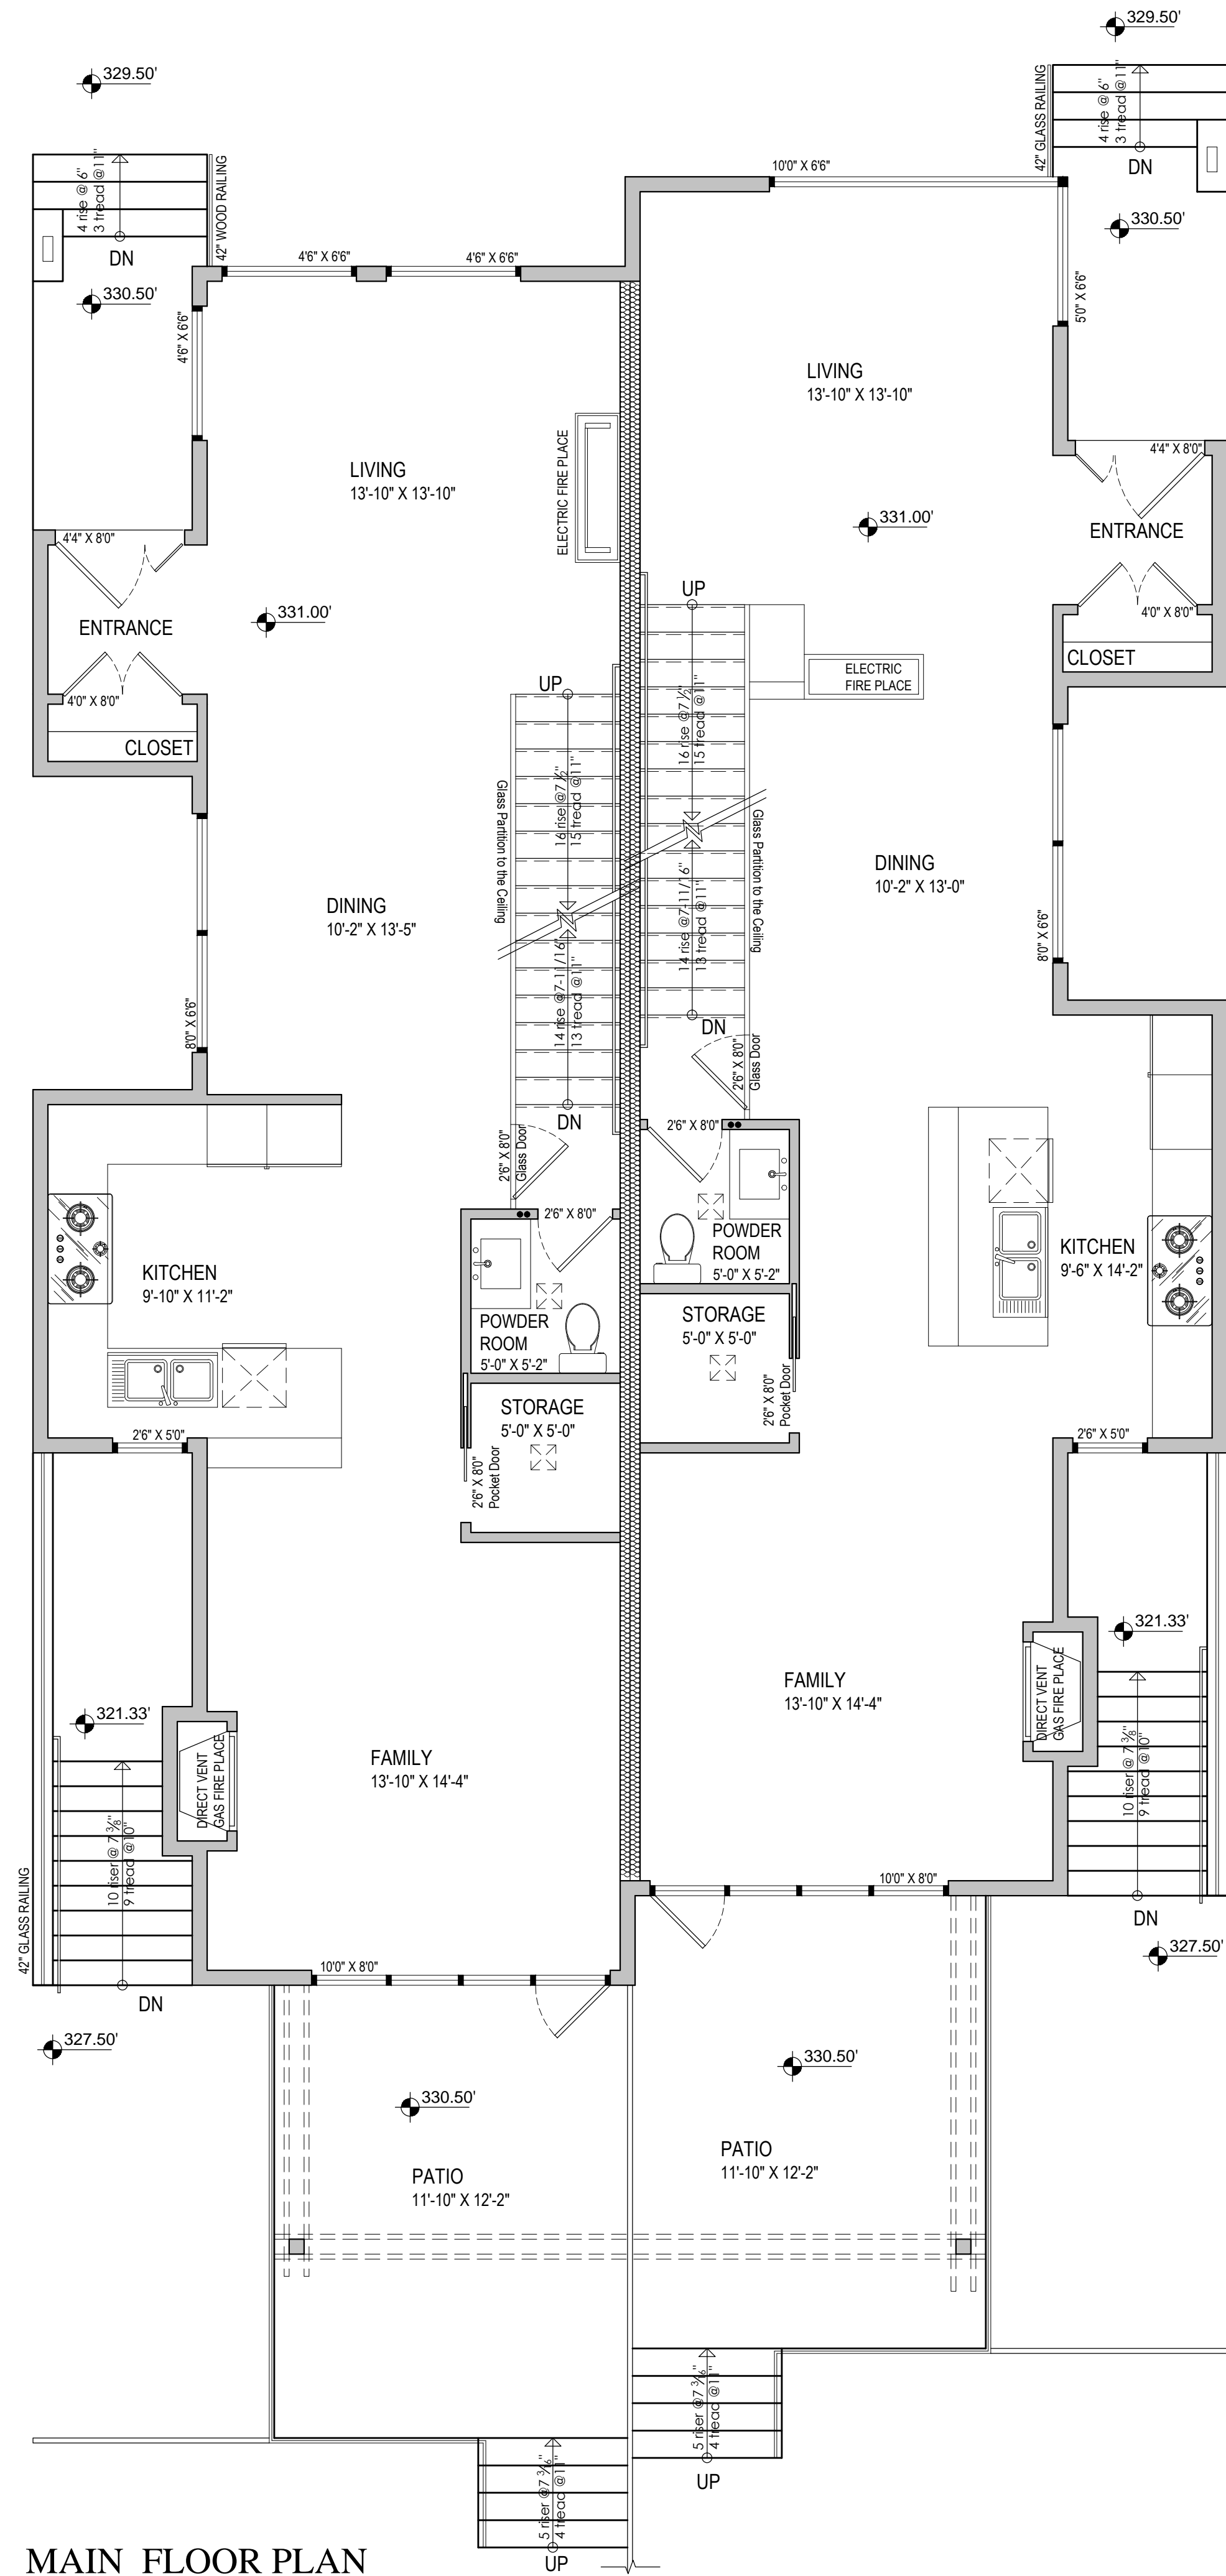 329.50'
329.50'
42" GLASS RAILING
4 rise @ 6"
3 tread @11"
DN
330.50'
4 rise @ 6"
3 tread @11"
DN
42" WOOD RAILING
330.50'
10'0" X 6'6"
4'6" X 6'6"
4'6" X 6'6"
4'6" X 6'6"
5'0" X 6'6"
LIVING
13'-10" X 13'-10"
LIVING
13'-10" X 13'-10"
ELECTRIC FIRE PLACE
4'4" X 8'0"
331.00'
ENTRANCE
4'4" X 8'0"
ENTRANCE
331.00'
UP
4'0" X 8'0"
CLOSET
ELECTRIC
FIRE PLACE
UP
4'0" X 8'0"
CLOSET
16 rise @7 ½"
15 tread @11"
16 rise @7 ½"
15 tread @11"
Glass Partition to the Ceiling
Glass Partition to the Ceiling
DINING
10'-2" X 13'-0"
DINING
10'-2" X 13'-5"
14 rise @7-11/16"
13 tread @11"
14 rise @7-11/16"
13 tread @11"
8'0" X 6'6"
8'0" X 6'6"
DN
2'6" X 8'0"
Glass Door
DN
2'6" X 8'0"
Glass Door
2'6" X 8'0"
2'6" X 8'0"
POWDER
ROOM
5'-0" X 5'-2"
KITCHEN
9'-6" X 14'-2"
KITCHEN
9'-10" X 11'-2"
POWDER
ROOM
5'-0" X 5'-2"
STORAGE
5'-0" X 5'-0"
2'6" X 8'0"
Pocket Door
STORAGE
5'-0" X 5'-0"
2'6" X 8'0"
Pocket Door
2'6" X 5'0"
2'6" X 5'0"
321.33'
FAMILY
13'-10" X 14'-4"
DIRECT VENT
GAS FIRE PLACE
321.33'
FAMILY
13'-10" X 14'-4"
DIRECT VENT
GAS FIRE PLACE
10 riser @ 7 ⅜"
9 tread @10"
10 riser @ 7 ⅜"
9 tread @10"
42" GLASS RAILING
10'0" X 8'0"
DN
327.50'
10'0" X 8'0"
DN
327.50'
330.50'
330.50'
PATIO
11'-10" X 12'-2"
PATIO
11'-10" X 12'-2"
5 riser @7 3/16"
4 tread @11"
UP
5 riser @7 3/16"
4 tread @11"
UP
MAIN FLOOR PLAN